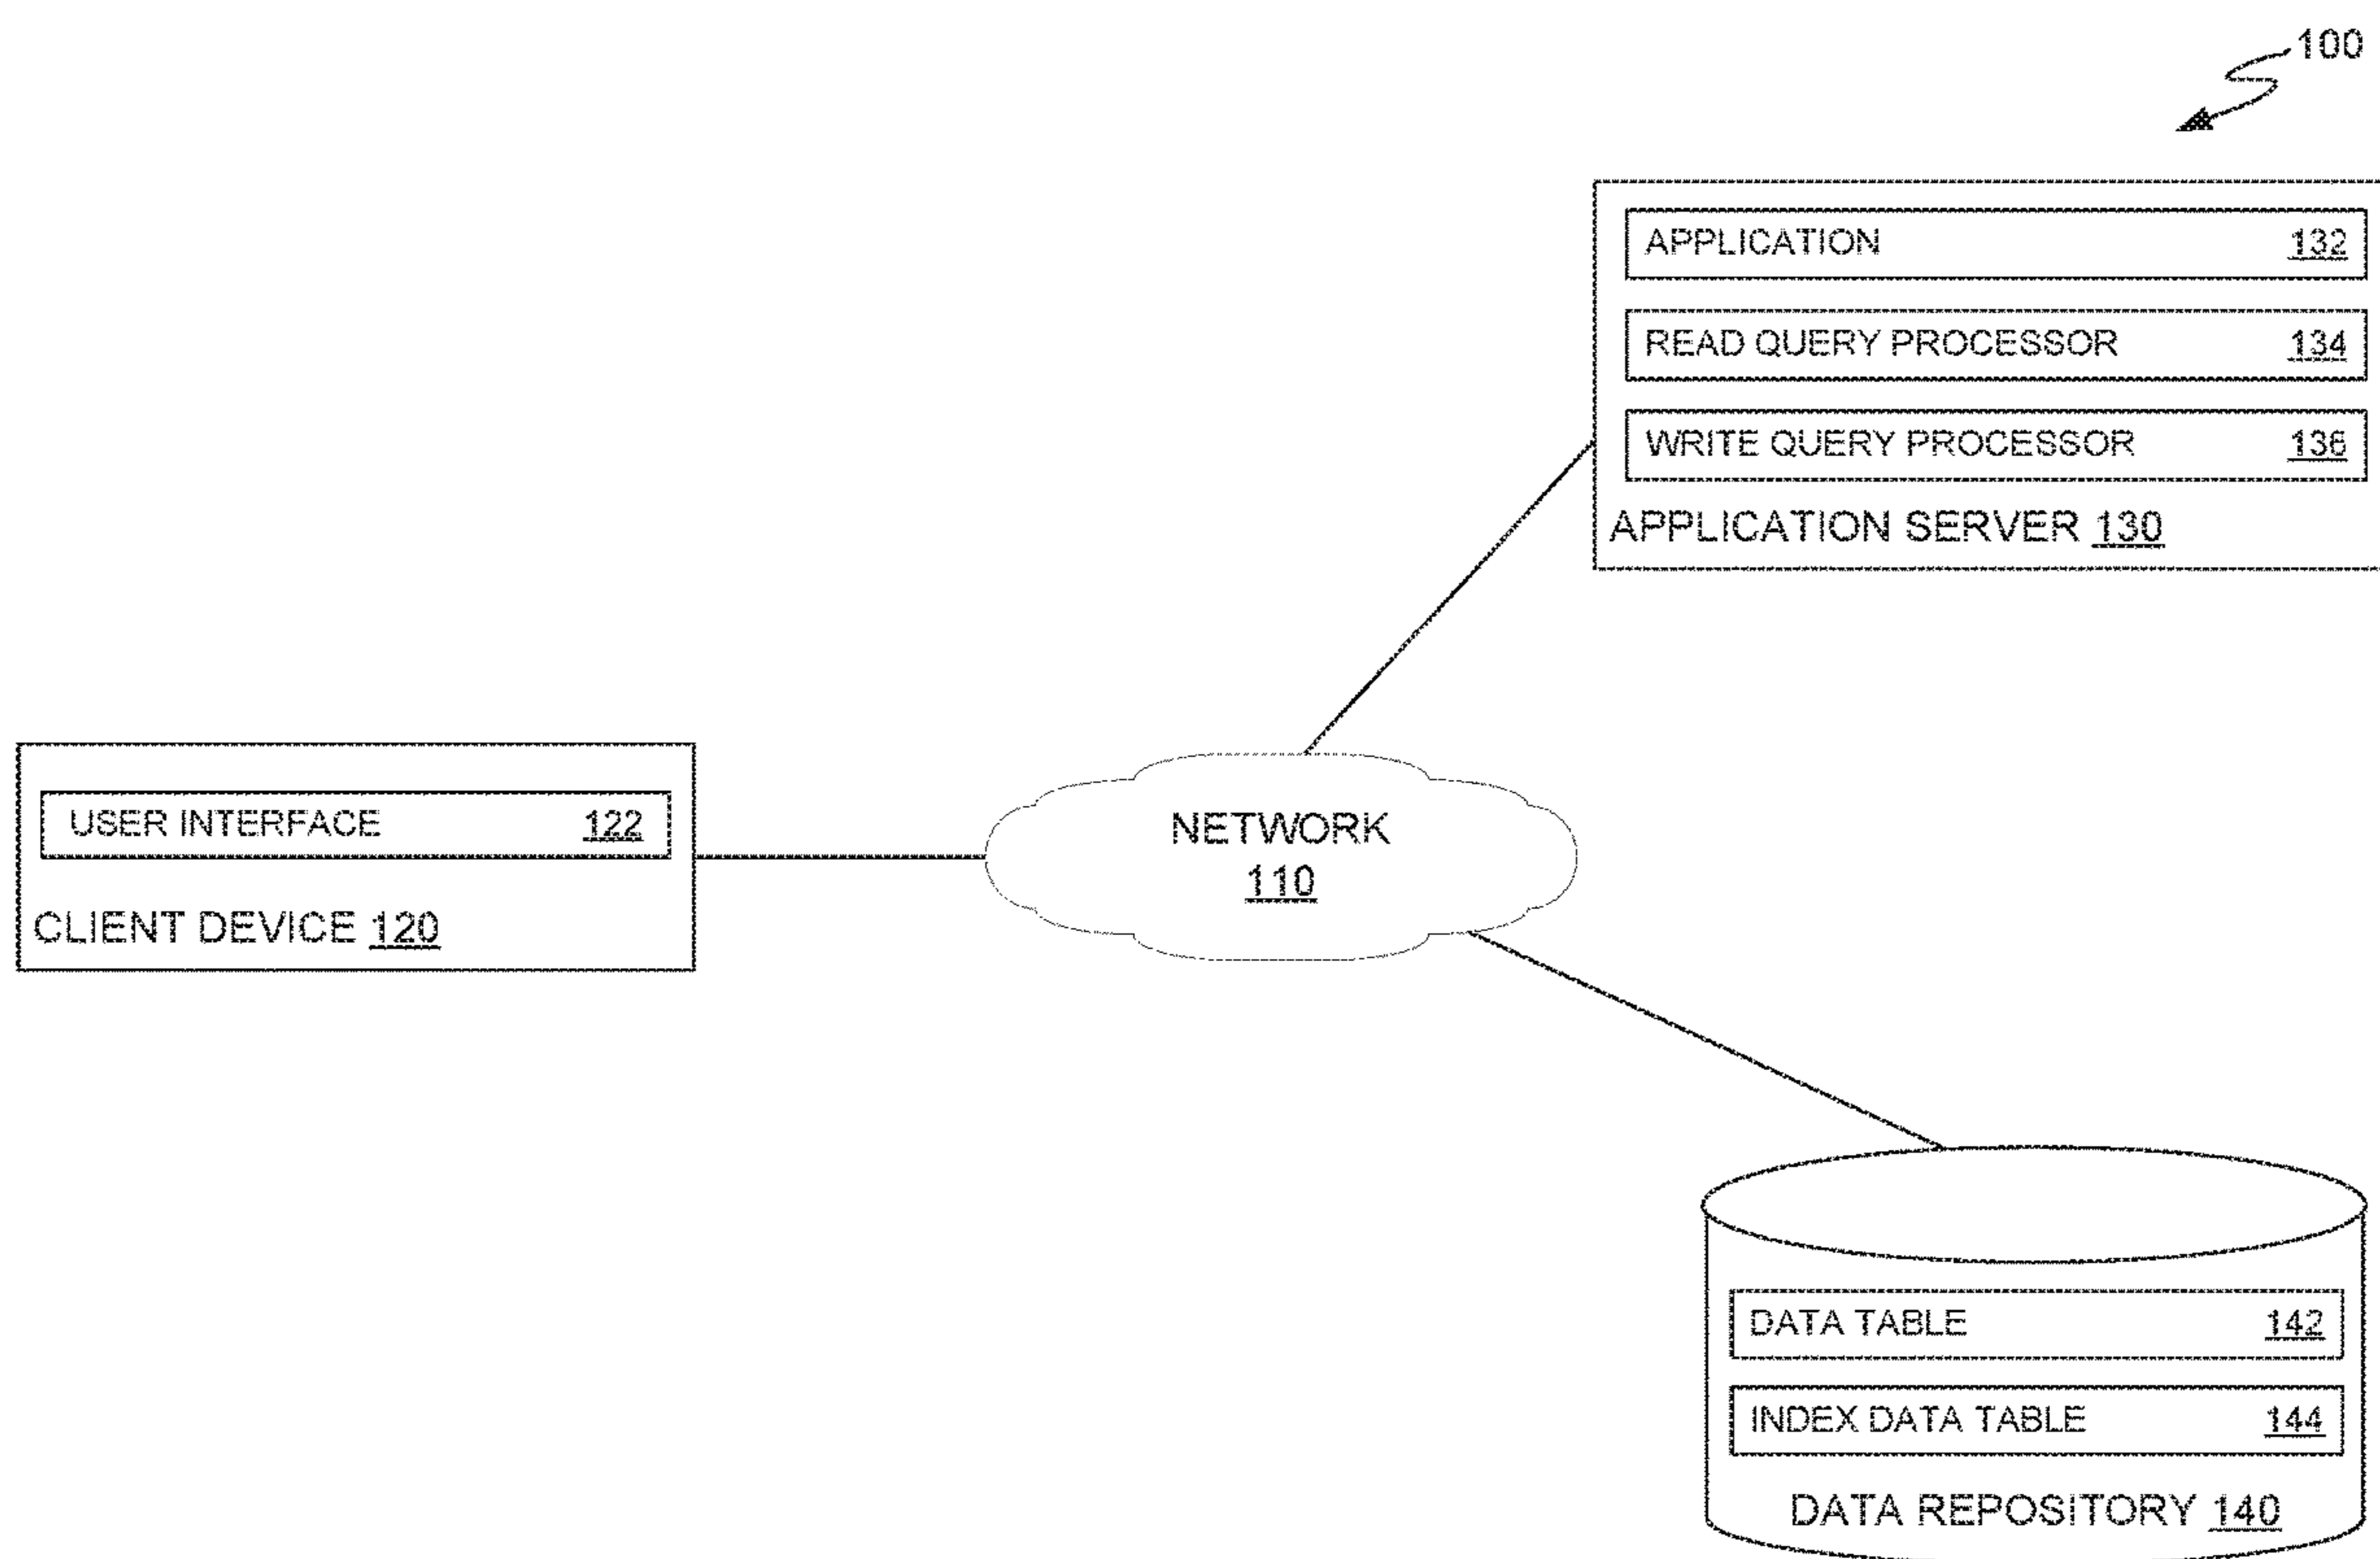 100
APPLICATION 132
READ QUERY PROCESSOR 134
WRITE QUERY PROCESSOR 136
APPLICATION SERVER 130
USER INTERFACE 122
CLIENT DEVICE 120
NETWORK
110
DATA TABLE 142
INDEX DATA TABLE 144
DATA REPOSITORY 140